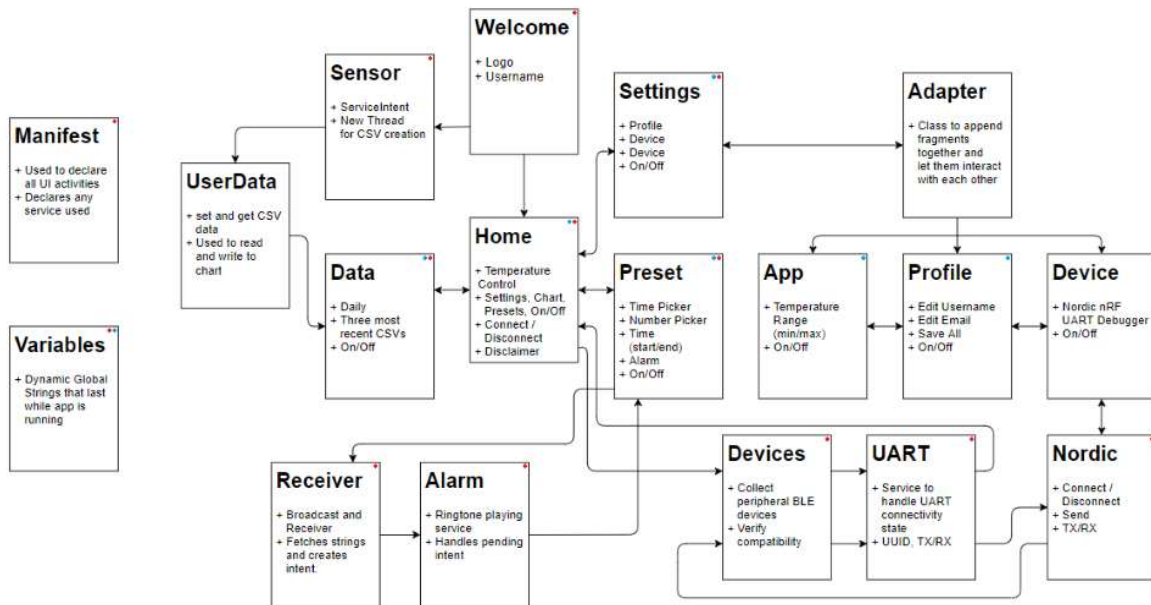 Welcome
+ Logo
+ Username
Sensor
+ ServiceIntent
+ New Thread
for CSV creation
Settings
+ Profile
+ Device
+ Device
+ On/Off
Adapter
+ Class to append
fragments
together and
let them interact
with each other
Manifest
+ Used to declare
all UI activities
+ Declares any
service used
UserData
+ set and get CSV
data
+ Used to read
and write to
chart
Home
+ Temperature
Control
+ Settings, Chart,
Presets, On/Off
+ Connect /
Disconnect
+ Disclaimer
Data
+ Daily
+ Three most
recent CSVs
+ On/Off
Preset
+ Time Picker
+ Number Picker
+ Time
(start/end)
+ Alarm
+ On/Off
App
+ Temperature
Range
(min/max)
+ On/Off
Profile
+ Edit Username
+ Edit Email
+ Save All
+ On/Off
Device
+ Nordic nRF
UART Debugger
+ On/Off
Variables
+ Dynamic Global
Strings that last
while app is
running
Receiver
+ Broadcast and
Receiver
+ Fetches strings
and creates
intent.
Alarm
+ Ringtone playing
service
+ Handles pending
intent
Devices
+ Collect
peripheral BLE
devices
+ Verify
compatibility
UART
+ Service to
handle UART
connectivity
state
+ UUID, TX/RX
Nordic
+ Connect /
Disconnect
+ Send
+ TX/RX